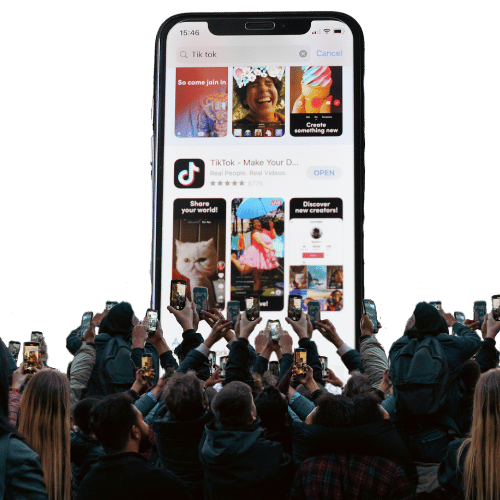 15:46
Tik tok
Cancel
So come join in
Create
something new
TikTok - Make Your D...
Real People. Real Videos.
OPEN
Share
your world!
Discover
new creators!